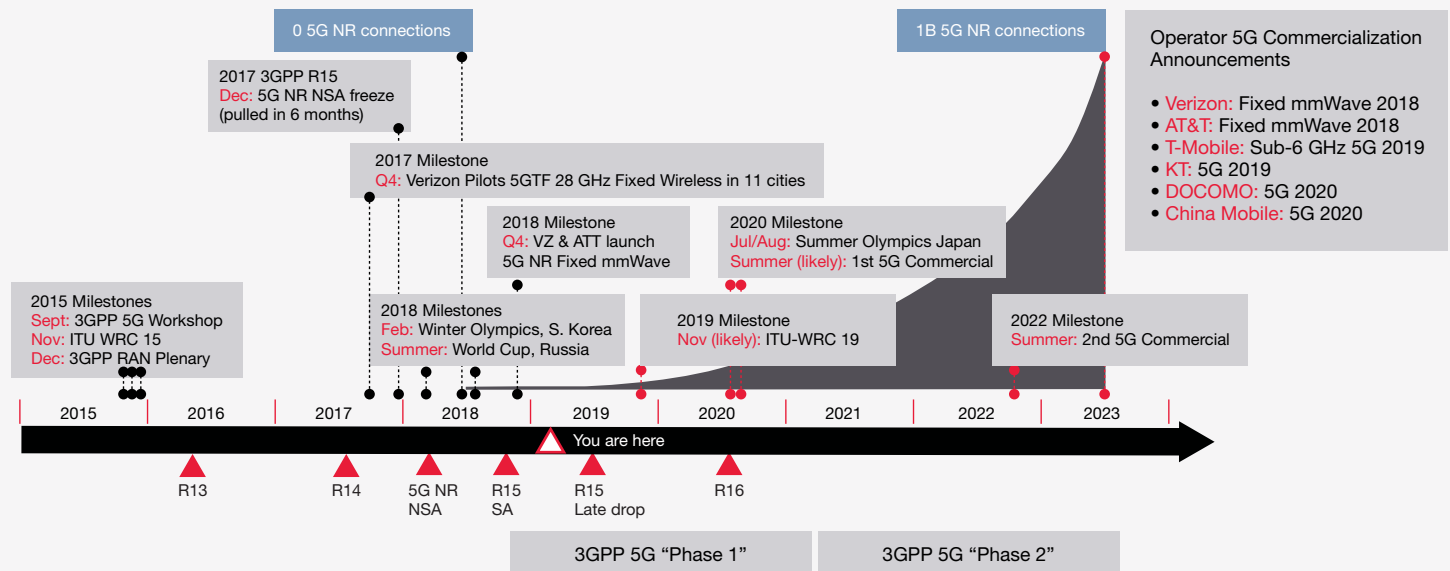 0 5G NR connections
1B 5G NR connections
Operator 5G Commercialization
Announcements
• Verizon: Fixed mmWave 2018
• AT&T: Fixed mmWave 2018
• T-Mobile: Sub-6 GHz 5G 2019
• KT: 5G 2019
• DOCOMO: 5G 2020
• China Mobile: 5G 2020
2017 3GPP R15
Dec: 5G NR NSA freeze
(pulled in 6 months)
2017 Milestone
Q4: Verizon Pilots 5GTF 28 GHz Fixed Wireless in 11 cities
2018 Milestone
Q4: VZ & ATT launch
5G NR Fixed mmWave
2020 Milestone
Jul/Aug: Summer Olympics Japan
Summer (likely): 1st 5G Commercial
2015 Milestones
Sept: 3GPP 5G Workshop
Nov: ITU WRC 15
Dec: 3GPP RAN Plenary
2018 Milestones
Feb: Winter Olympics, S. Korea
Summer: World Cup, Russia
2019 Milestone
Nov (likely): ITU-WRC 19
2022 Milestone
Summer: 2nd 5G Commercial
2015
2016
2017
2018
2019
2020
2021
2022
2023
You are here
R13
R14
5G NR
NSA
R15
SA
R15
Late drop
R16
3GPP 5G “Phase 1”
3GPP 5G “Phase 2”